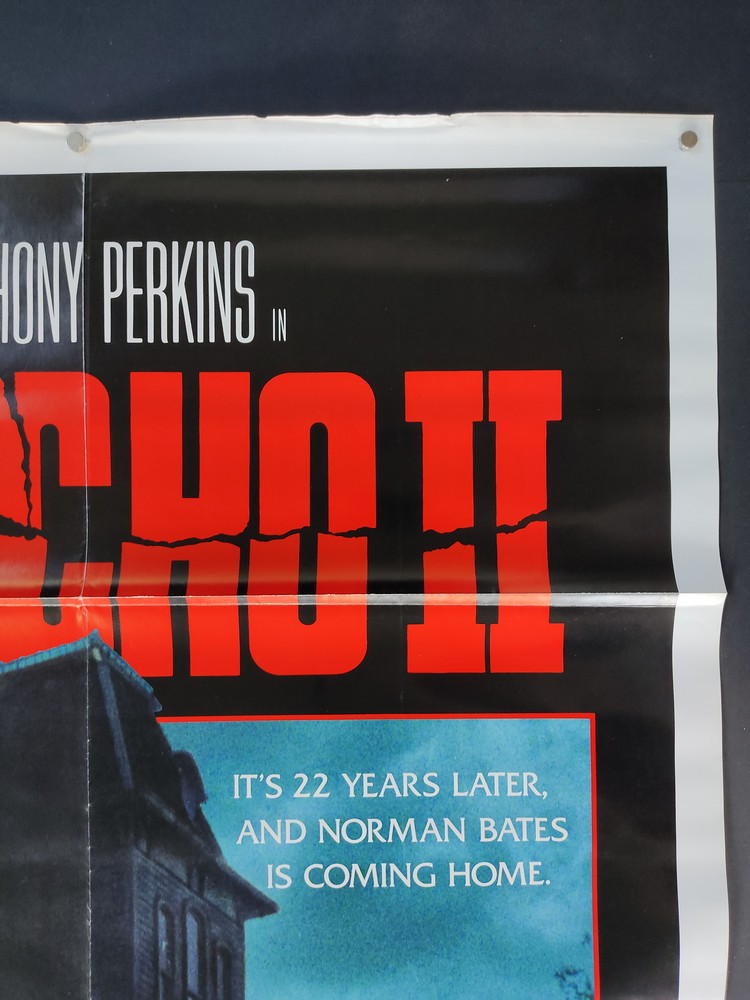 HONY PERKINS IN
CHO II
IT'S 22 YEARS LATER,
AND NORMAN BATES
IS COMING HOME.